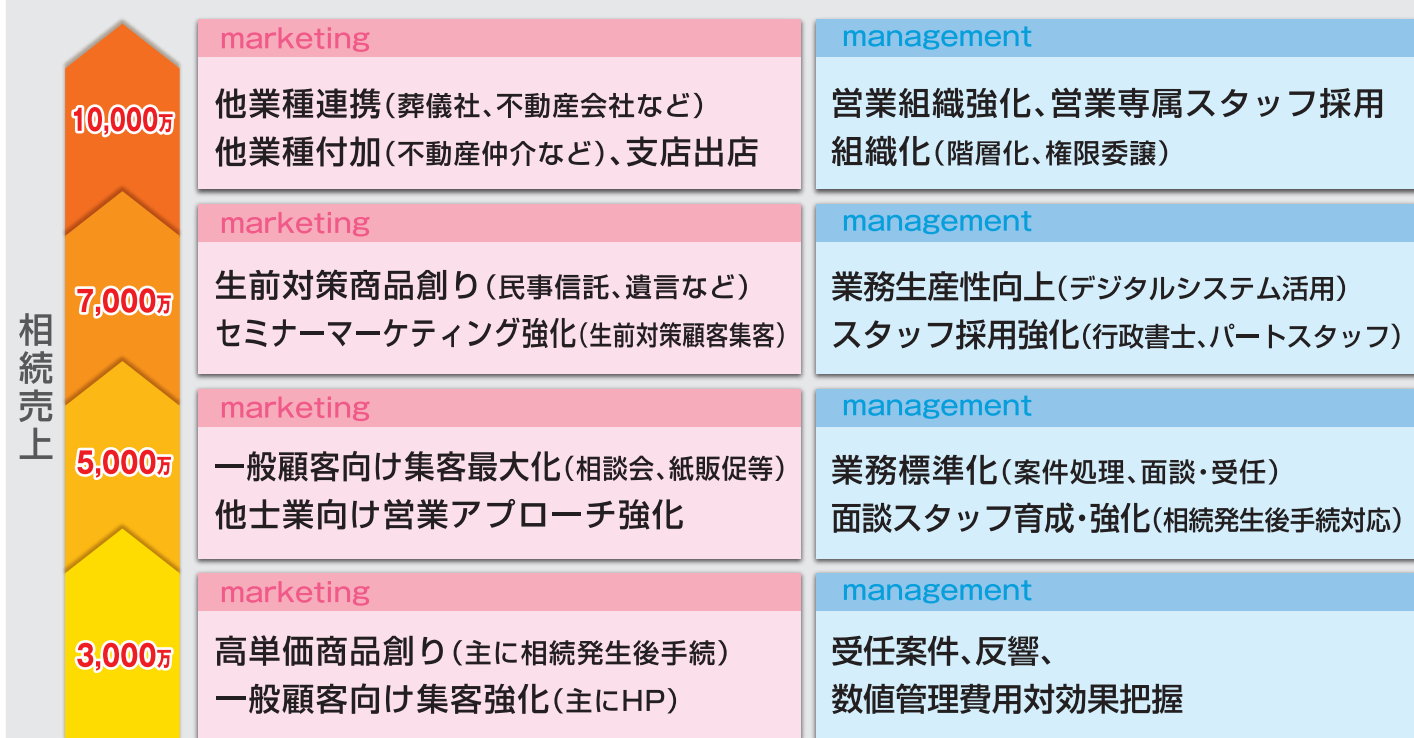 相続売上
10,000万
marketing
他業種連携（葬儀社、不動産会社など）
他業種付加（不動産仲介など）、支店出店
management
営業組織強化、営業専属スタッフ採用
組織化（階層化、権限委譲）
7,000万
marketing
生前対策商品創り（民事信託、遺言など）
セミナーマーケティング強化（生前対策顧客集客）
management
業務生産性向上（デジタルシステム活用）
スタッフ採用強化（行政書士、パートスタッフ）
5,000万
marketing
一般顧客向け集客最大化（相談会、紙販促等）
他士業向け営業アプローチ強化
management
業務標準化（案件処理、面談・受任）
面談スタッフ育成・強化（相続発生後手続対応）
3,000万
marketing
高単価商品創り（主に相続発生後手続）
一般顧客向け集客強化（主にHP）
management
受任案件、反響、
数値管理費用対効果把握